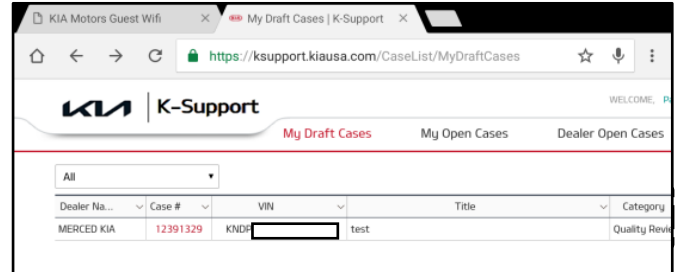 KIA Motors Guest Wifi × My Draft Cases | K-Support ×
https://ksupport.kiausa.com/CaseList/MyDraftCases
KIA K-Support WELCOME,
My Draft Cases My Open Cases Dealer Open Cases
All
Dealer Na... Case # VIN Title Category
MERCED KIA 12391329 KNDP test Quality Revie